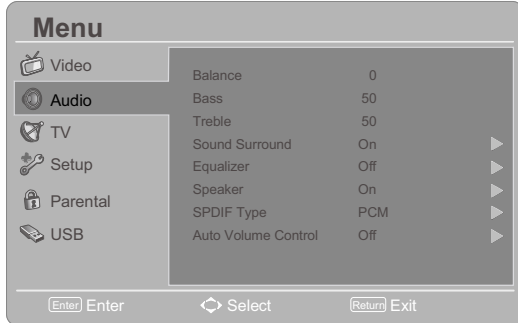 Menu
Video
Audio
TV
Setup
Parental
USB
Balance 0
Bass 50
Treble 50
Sound Surround On
Equalizer Off
Speaker On
SPDIF Type PCM
Auto Volume Control Off
Enter Enter Select Return Exit